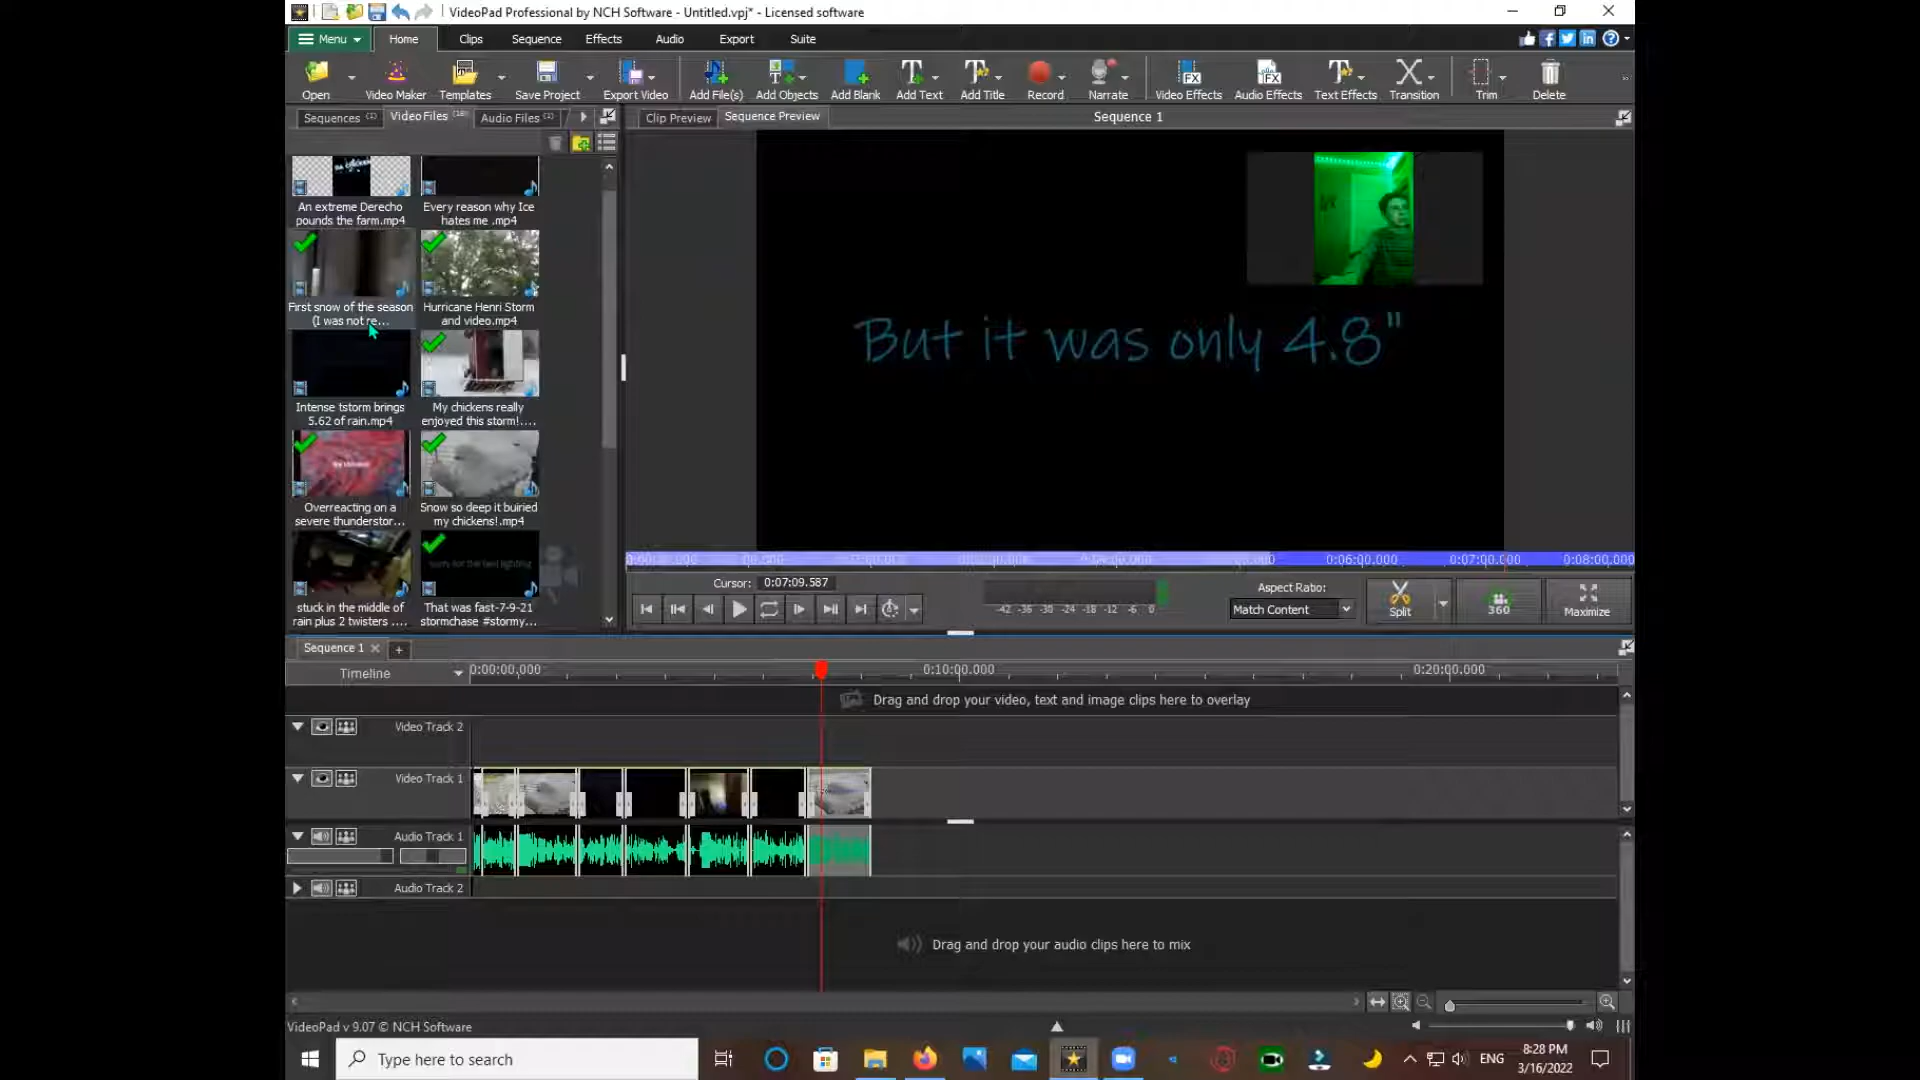 VideoPad Professional by NCH Software - Untitled.vpj* - Licensed software
Menu Home Clips Sequence Effects Audio Export Suite
Open Video Maker Templates Save Project Export Video Add File(s) Add Objects Add Blank Add Text Add Title Record Narrate Video Effects Audio Effects Text Effects Transition Trim Delete
Sequences Video Files Audio Files Clip Preview Sequence Preview Sequence 1
An extreme Derecho
pounds the farm.mp4
Every reason why Ice
hates me .mp4
First snow of the season
(I was not re...
Hurricane Henri Storm
and video.mp4
Intense tstorm brings
5.62 of rain.mp4
My chickens really
enjoyed this storm!....
Overreacting on a
severe thunderstor...
Snow so deep it buiried
my chickens!.mp4
sorry for the bad lighting
stuck in the middle of
rain plus 2 twisters ....
That was fast-7-9-21
stormchase #stormy...
But it was only 4.8"
0:06:00.000 0:07:00.000 0:08:00.000
Cursor: 0:07:09.587
-42 -36 -30 -24 -18 -12 -6 0
Aspect Ratio:
Match Content
Split
360
Maximize
Sequence 1
Timeline 0:00:00.000 0:10:00.000 0:20:00.000
Drag and drop your video, text and image clips here to overlay
Video Track 2
Video Track 1
Audio Track 1
Audio Track 2
Drag and drop your audio clips here to mix
VideoPad v 9.07 © NCH Software
Type here to search
ENG
8:28 PM
3/16/2022